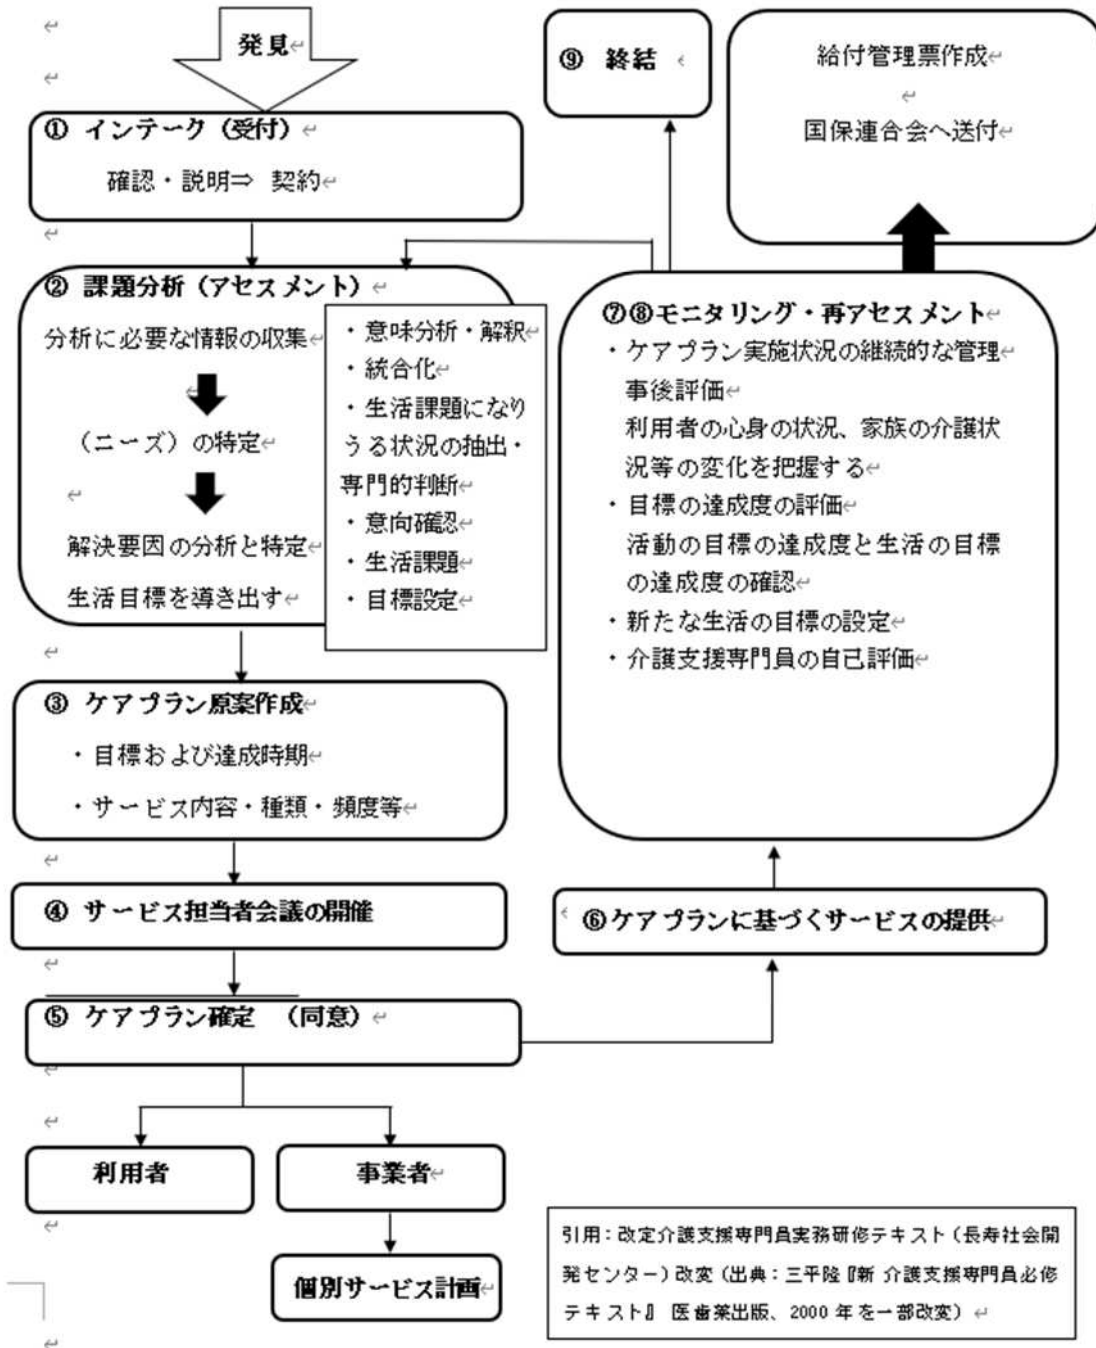 発見
① インテーク（受付）
確認・説明⇒ 契約
② 課題分析（アセスメント）
分析に必要な情報の収集
（ニーズ）の特定
解決要因の分析と特定
生活目標を導き出す
・意味分析・解釈
・統合化
・生活課題になり
うる状況の抽出・
専門的判断
・意向確認
・生活課題
・目標設定
③ ケアプラン原案作成
・目標および達成時期
・サービス内容・種類・頻度等
④ サービス担当者会議の開催
⑤ ケアプラン確定 （同意）
利用者
事業者
個別サービス計画
⑥ケアプランに基づくサービスの提供
⑦⑧モニタリング・再アセスメント
・ケアプラン実施状況の継続的な管理
事後評価
利用者の心身の状況、家族の介護状
況等の変化を把握する
・目標の達成度の評価
活動の目標の達成度と生活の目標
の達成度の確認
・新たな生活の目標の設定
・介護支援専門員の自己評価
⑨ 終結
給付管理票作成
国保連合会へ送付
引用：改定介護支援専門員実務研修テキスト（長寿社会開
発センター）改変（出典：三平隆『新 介護支援専門員必修
テキスト』 医歯薬出版、2000 年を一部改変）